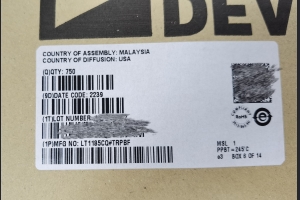 DEV
COUNTRY OF ASSEMBLY: MALAYSIA
COUNTRY OF DIFFUSION: USA
(Q)QTY: 750
(9D)DATE CODE: 2239
(1T)LOT NUMBER
(1P)MFG NO: LT1185CQ#TRPBF
RoHS
MSL 1
PPBT =245°C
e3 BOX 6 OF 14